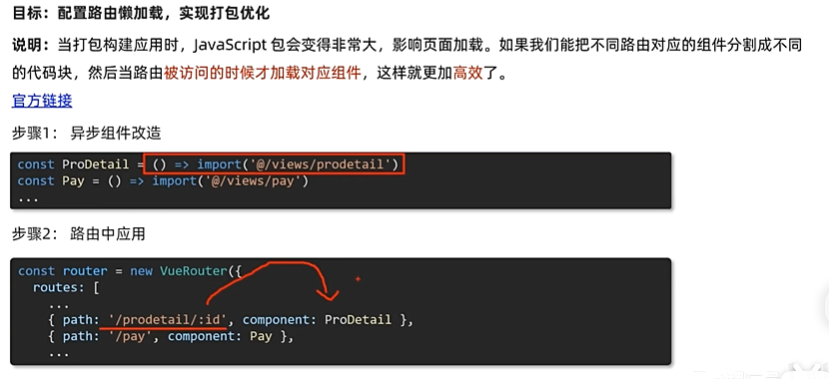 目标：配置路由懒加载，实现打包优化
说明：当打包构建应用时，JavaScript 包会变得非常大，影响页面加载。如果我们能把不同路由对应的组件分割成不同
的代码块，然后当路由被访问的时候才加载对应组件，这样就更加高效了。
官方链接
步骤1： 异步组件改造
const ProDetail = () => import('@/views/prodetail')
const Pay = () => import('@/views/pay')
...
步骤2： 路由中应用
const router = new VueRouter({
routes: [
...
{ path: '/prodetail/:id', component: ProDetail },
{ path: '/pay', component: Pay },
...